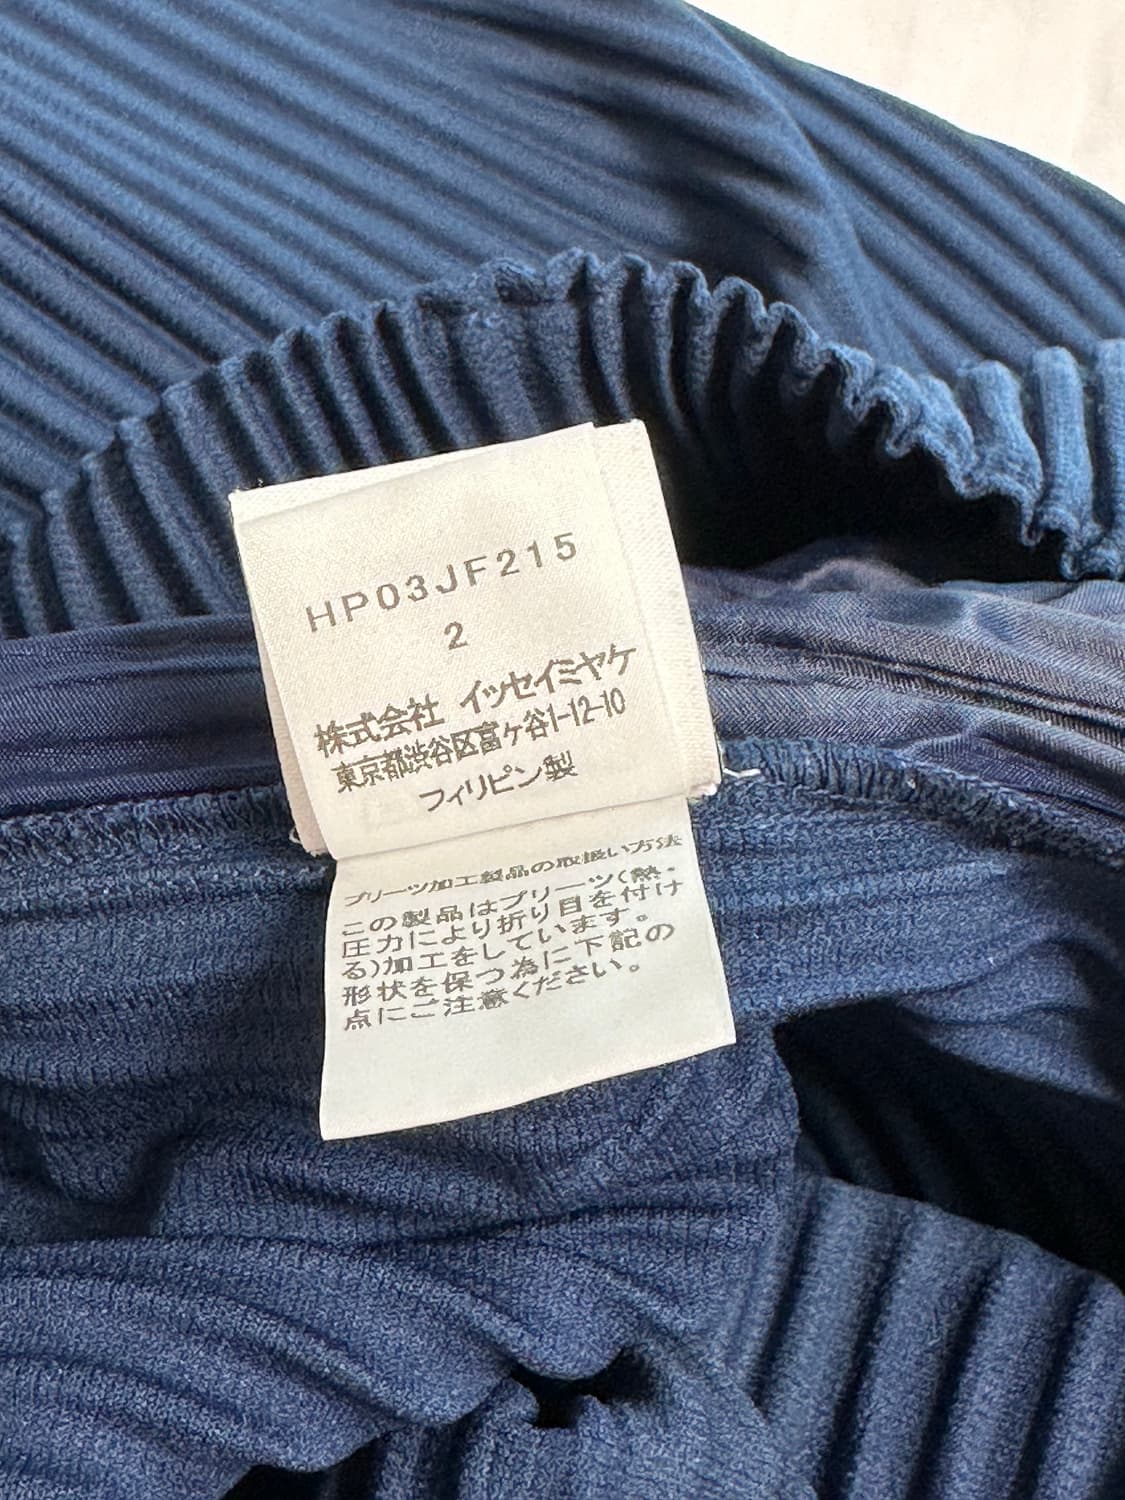 HP03JF215
2
株式会社 イッセイミヤケ
東京都渋谷区富ヶ谷1-12-10
フィリピン製
プリーツ加工製品の取扱い方法
この製品はプリーツ(熱・
圧力により折り目を付け
る)加工をしています。
形状を保つ為に下記の
点にご注意ください。